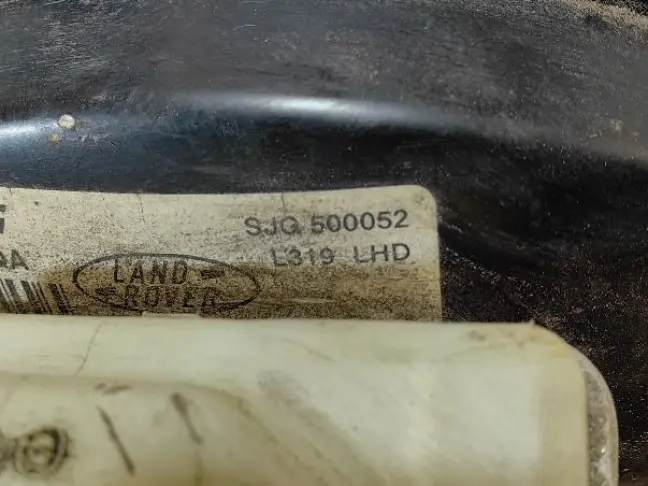 SJG 500052
L319 LHD
LAND
ROVER